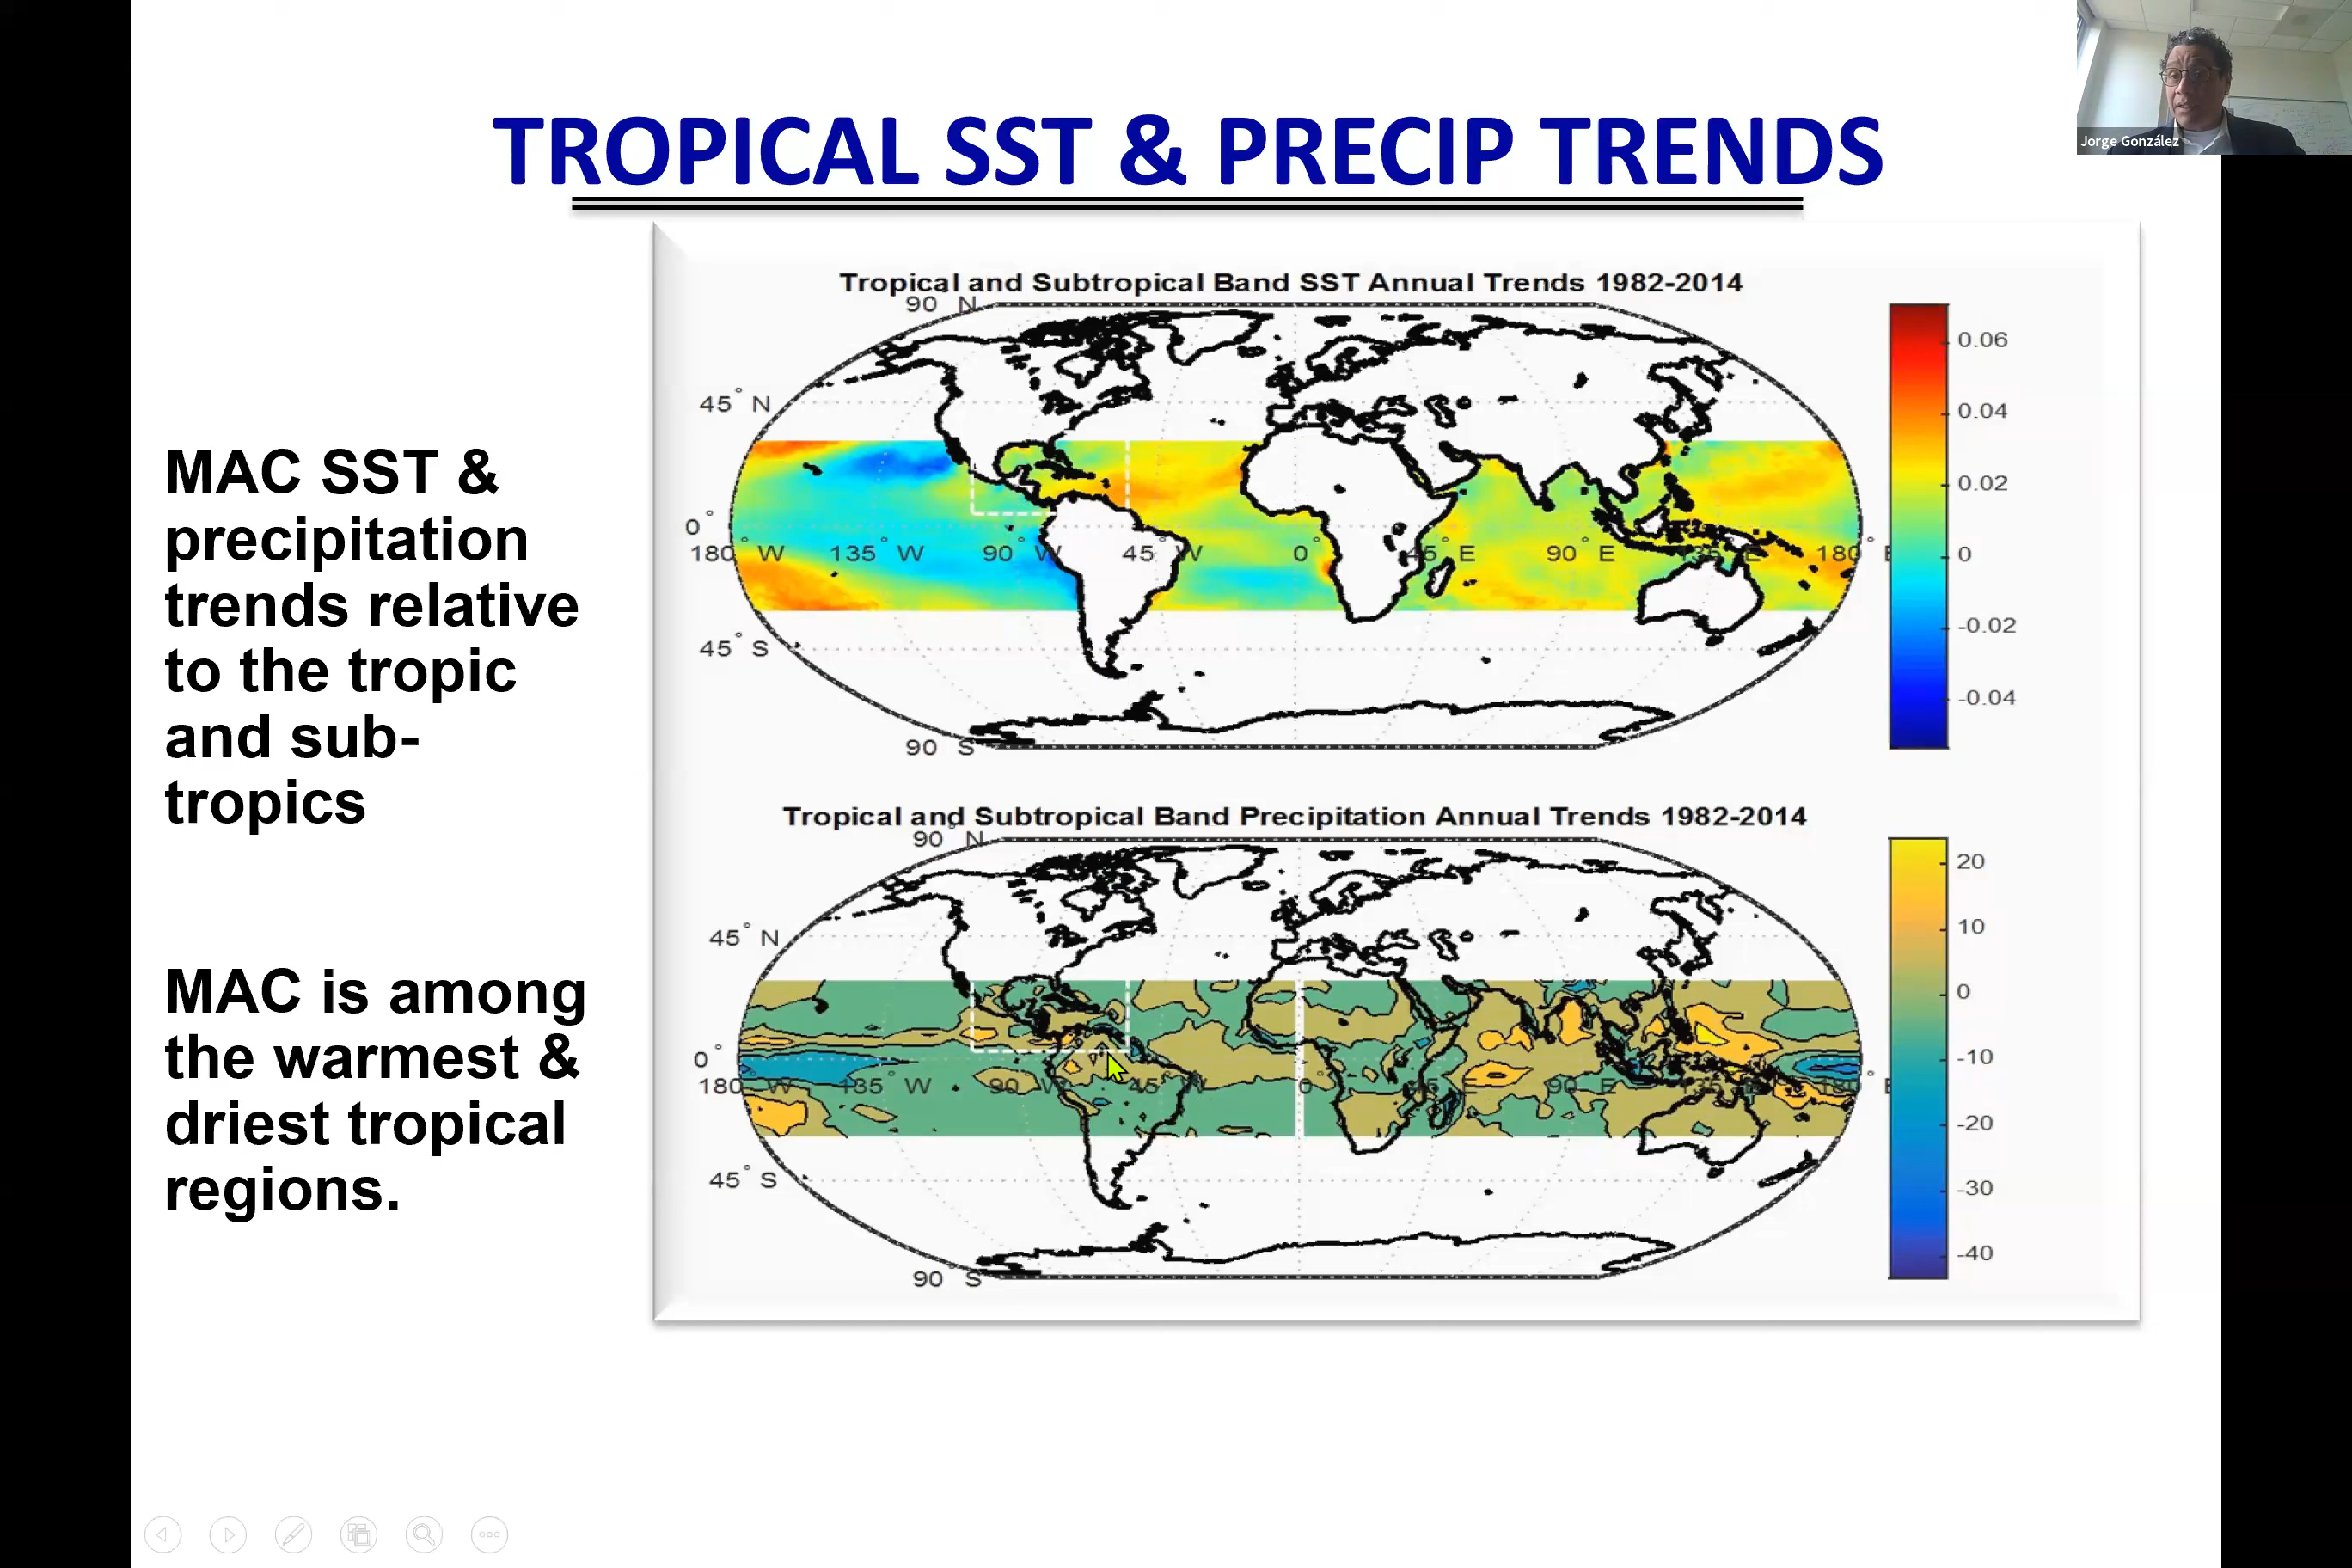 Jorge González
TROPICAL SST & PRECIP TRENDS
MAC SST &
precipitation
trends relative
to the tropic
and sub-
tropics
MAC is among
the warmest &
driest tropical
regions.
Tropical and Subtropical Band SST Annual Trends 1982-2014
90° N
45° N
0°
180° W 135° W 90° W 45° W 0° 45° E 90° E 135° E 180° E
45° S
90° S
0.06
0.04
0.02
0
-0.02
-0.04
Tropical and Subtropical Band Precipitation Annual Trends 1982-2014
90° N
45° N
0°
180° W 135° W 90° W 45° W 0° 45° E 90° E 135° E 180° E
45° S
90° S
20
10
0
-10
-20
-30
-40